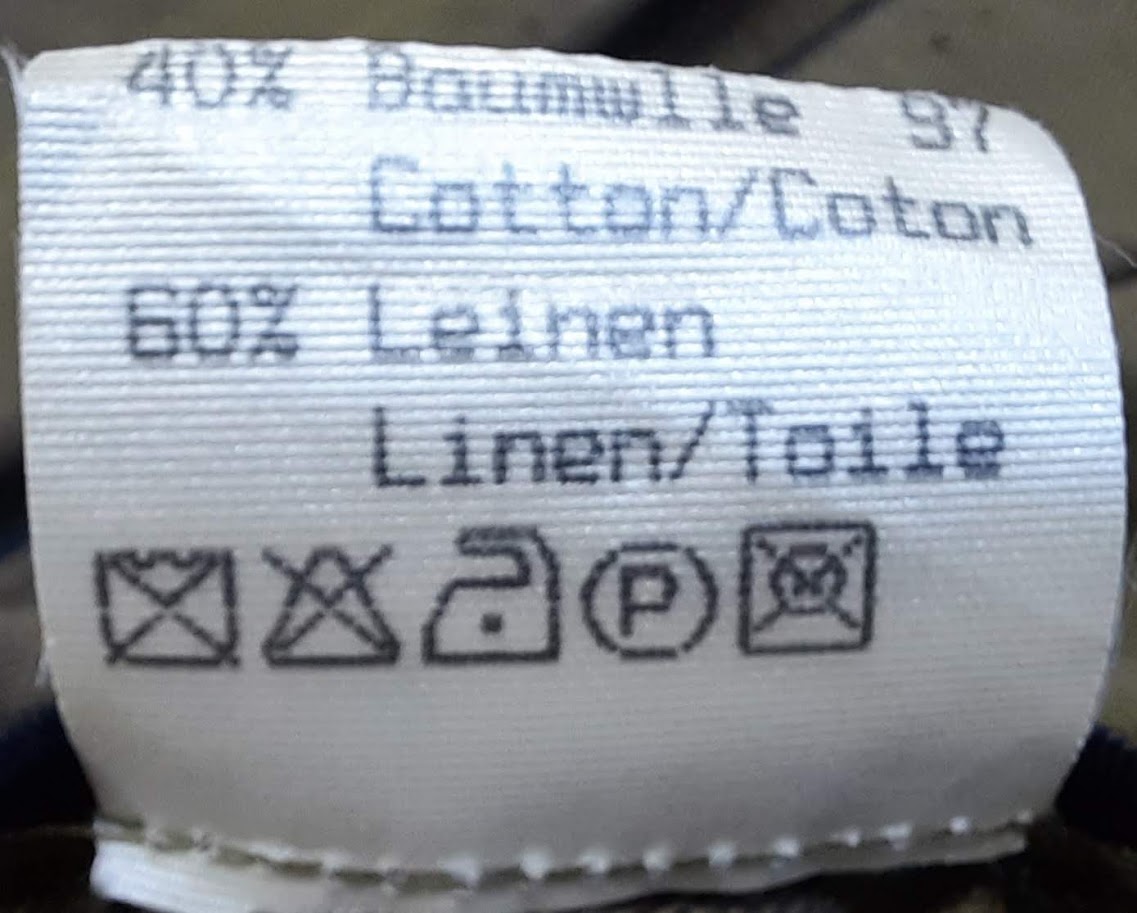 40% Baumwlle 97
Cotton/Coton
60% Leinen
Linen/Toile
P